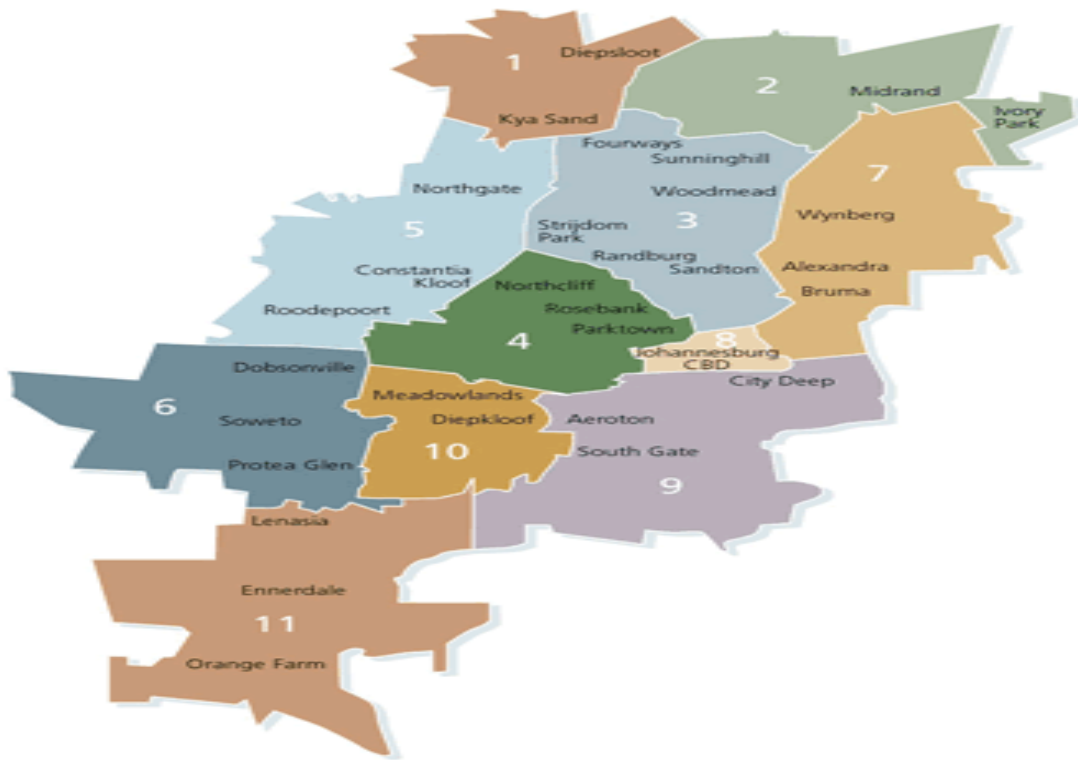 Diepsloot
1
2
Midrand
Ivory
Park
Kya Sand
Fourways
Sunninghill
7
Northgate
Woodmead
Wynberg
5
3
Strijdom
Park
Randburg
Sandton
Alexandra
Constantia
Kloof
Northcliff
Bruma
Roodepoort
Rosebank
Parktown
4
8
Johannesburg
CBD
Dobsonville
City Deep
Meadowlands
6
Soweto
Diepkloof
Aeroton
10
South Gate
Protea Glen
9
Lenasia
Ennerdale
11
Orange Farm